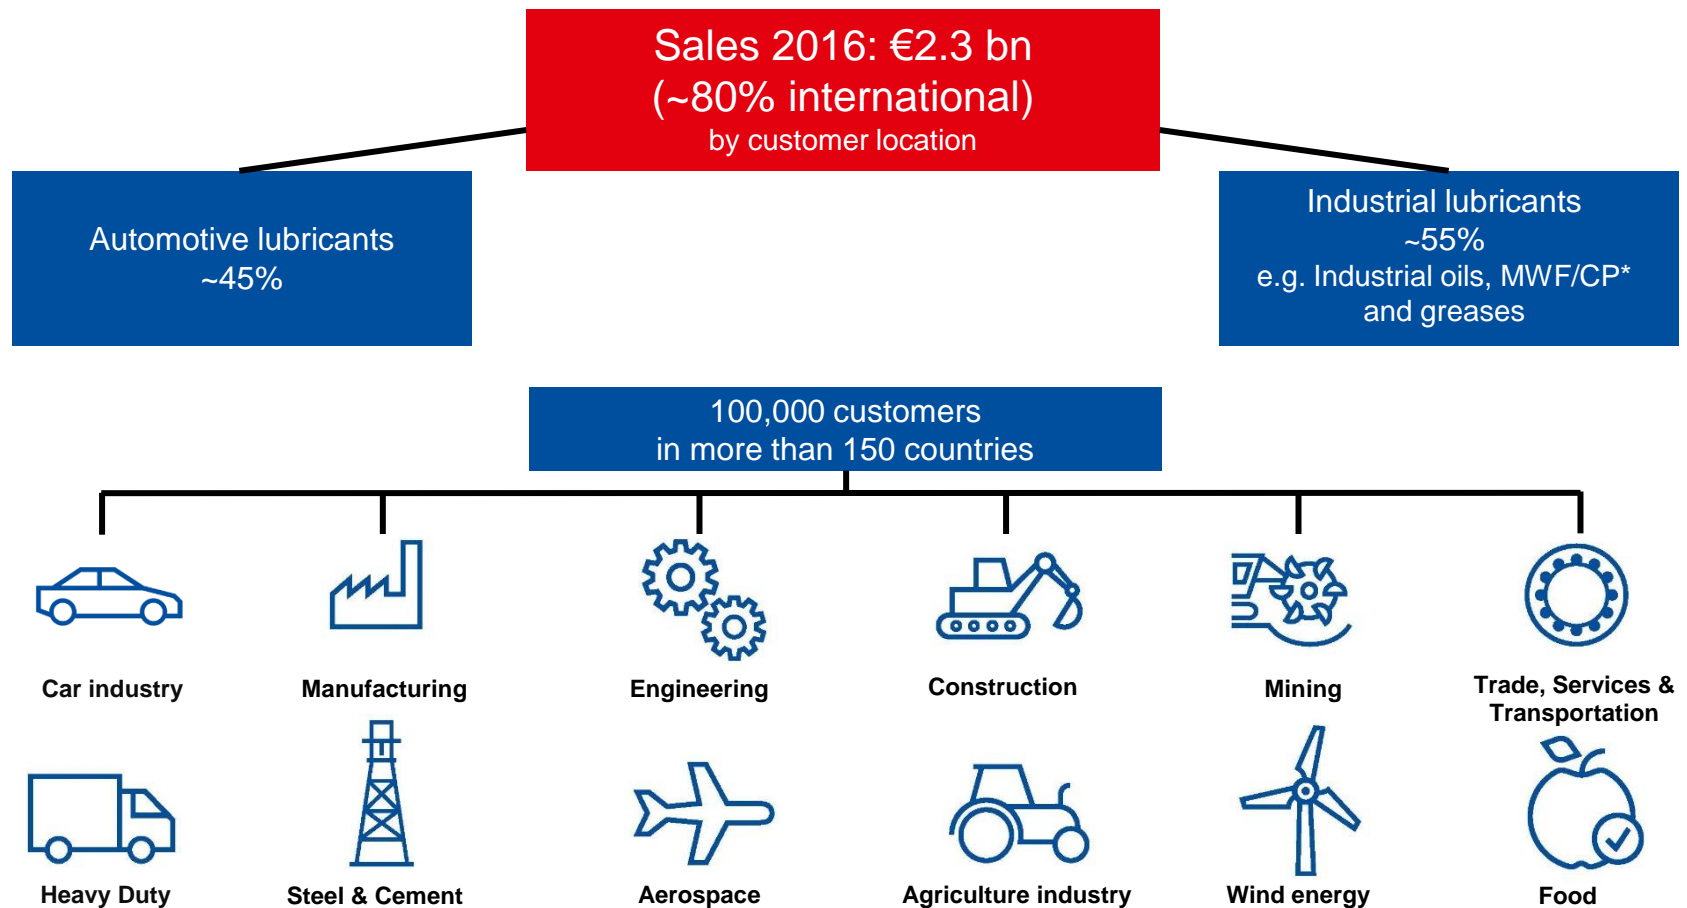 Sales 2016: €2.3 bn
(~80% international)
by customer location
Automotive lubricants
~45%
Industrial lubricants
~55%
e.g. Industrial oils, MWF/CP*
and greases
100,000 customers
in more than 150 countries
Car industry
Manufacturing
Engineering
Construction
Mining
Trade, Services &
Transportation
Heavy Duty
Steel & Cement
Aerospace
Agriculture industry
Wind energy
Food